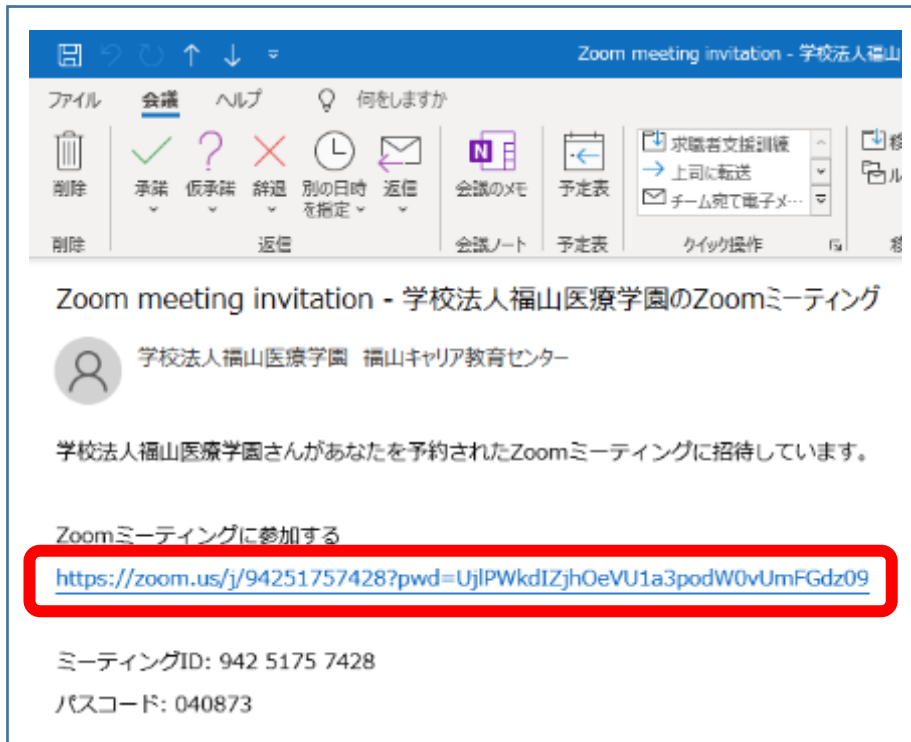 Zoom meeting invitation - 学校法人福山
ファイル 会議 ヘルプ 何をしますか
削除 承諾 仮承諾 辞退 別の日時を指定 返信 会議のメモ 予定表
求職者支援訓練
上司に転送
チーム宛て電子メ…
削除 返信 会議ノート 予定表 クイック操作
Zoom meeting invitation - 学校法人福山医療学園のZoomミーティング
学校法人福山医療学園 福山キャリア教育センター
学校法人福山医療学園さんがあなたを予約されたZoomミーティングに招待しています。
Zoomミーティングに参加する
https://zoom.us/j/94251757428?pwd=UjlPWkdIZjhOeVU1a3podW0vUmFGdz09
ミーティングID: 942 5175 7428
パスコード: 040873